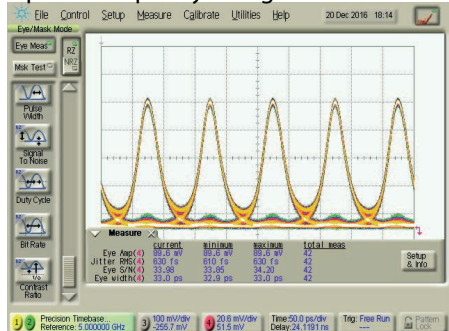 File Control Setup Measure Calibrate Utilities Help 20 Dec 2016 18:14
Eye/Mask Mode
Eye Meas
RZ
NRZ
Msk Test
Pulse Width
Signal To Noise
Duty Cycle
Bit Rate
Contrast Ratio
Measure
current minimum maximum total meas
Eye Amp(4) 89.6 mV 89.6 mV 89.6 mV 42
Jitter RMS(4) 630 fs 610 fs 630 fs 42
Eye S/N(4) 33.98 33.85 34.20 42
Eye width(4) 33.0 ps 32.9 ps 33.0 ps 42
Setup & Info
1 2 Precision Timebase...
Reference: 5.000000 GHz
3 100 mV/div
-255.7 mV
4 20.6 mV/div
51.5 mV
Time:50.0 ps/div
Delay:24.1191 ns
Trig: Free Run
Pattern Lock